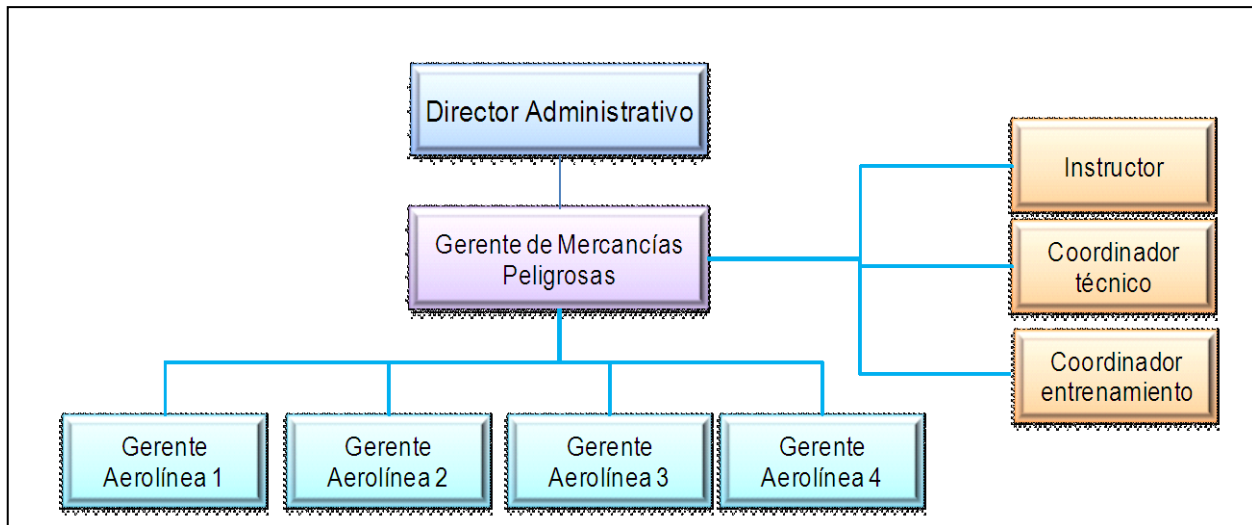 Director Administrativo
Gerente de Mercancías
Peligrosas
Instructor
Coordinador
técnico
Coordinador
entrenamiento
Gerente
Aerolínea 1
Gerente
Aerolínea 2
Gerente
Aerolínea 3
Gerente
Aerolínea 4